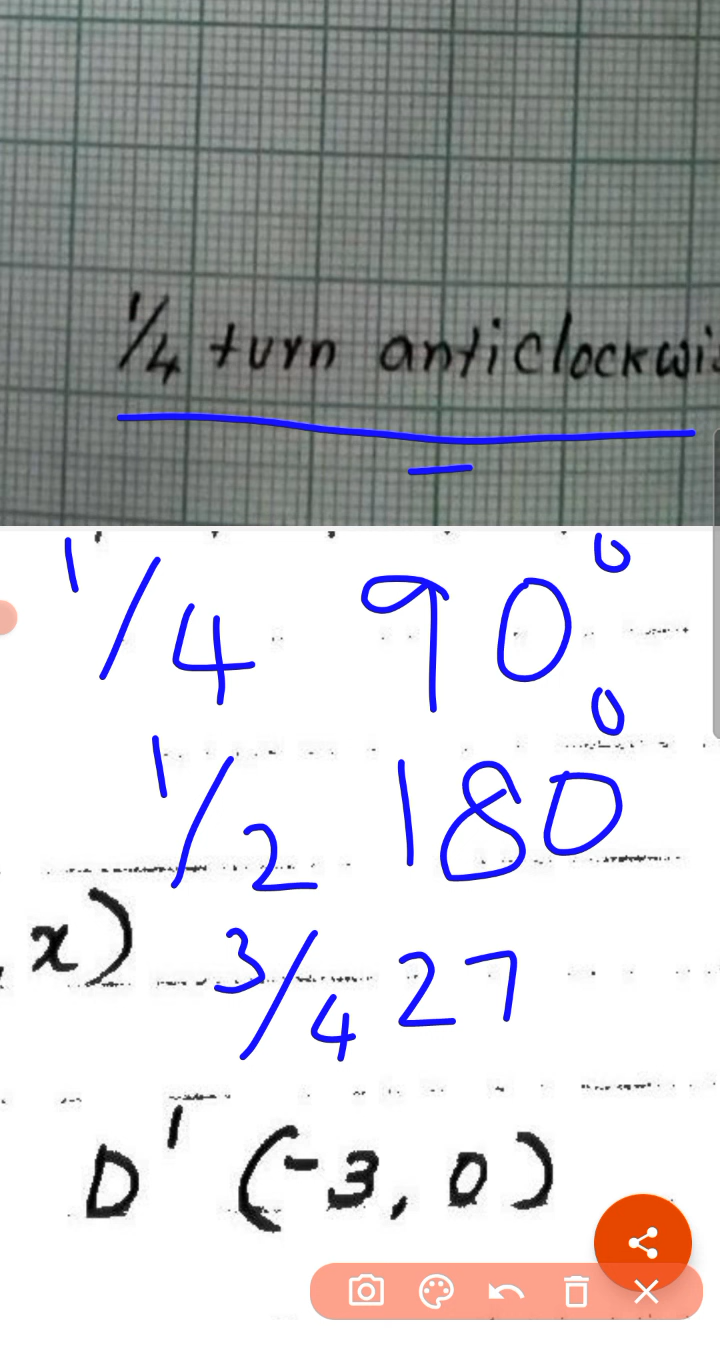 1/4 turn anticlockwi
1/4 90°
1/2 180°
, x)
3/4 27
D' (-3, 0)